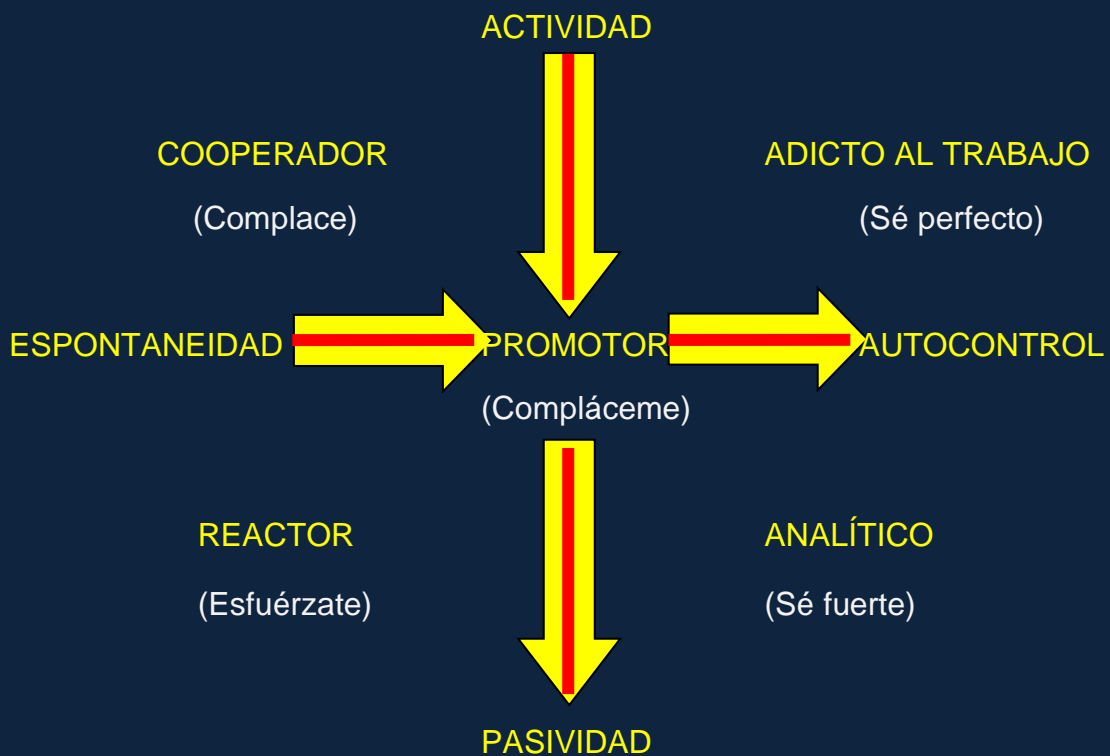 ACTIVIDAD
COOPERADOR ADICTO AL TRABAJO
(Complace) (Sé perfecto)
ESPONTANEIDAD PROMOTOR AUTOCONTROL
(Compláceme)
REACTOR ANALÍTICO
(Esfuérzate) (Sé fuerte)
PASIVIDAD